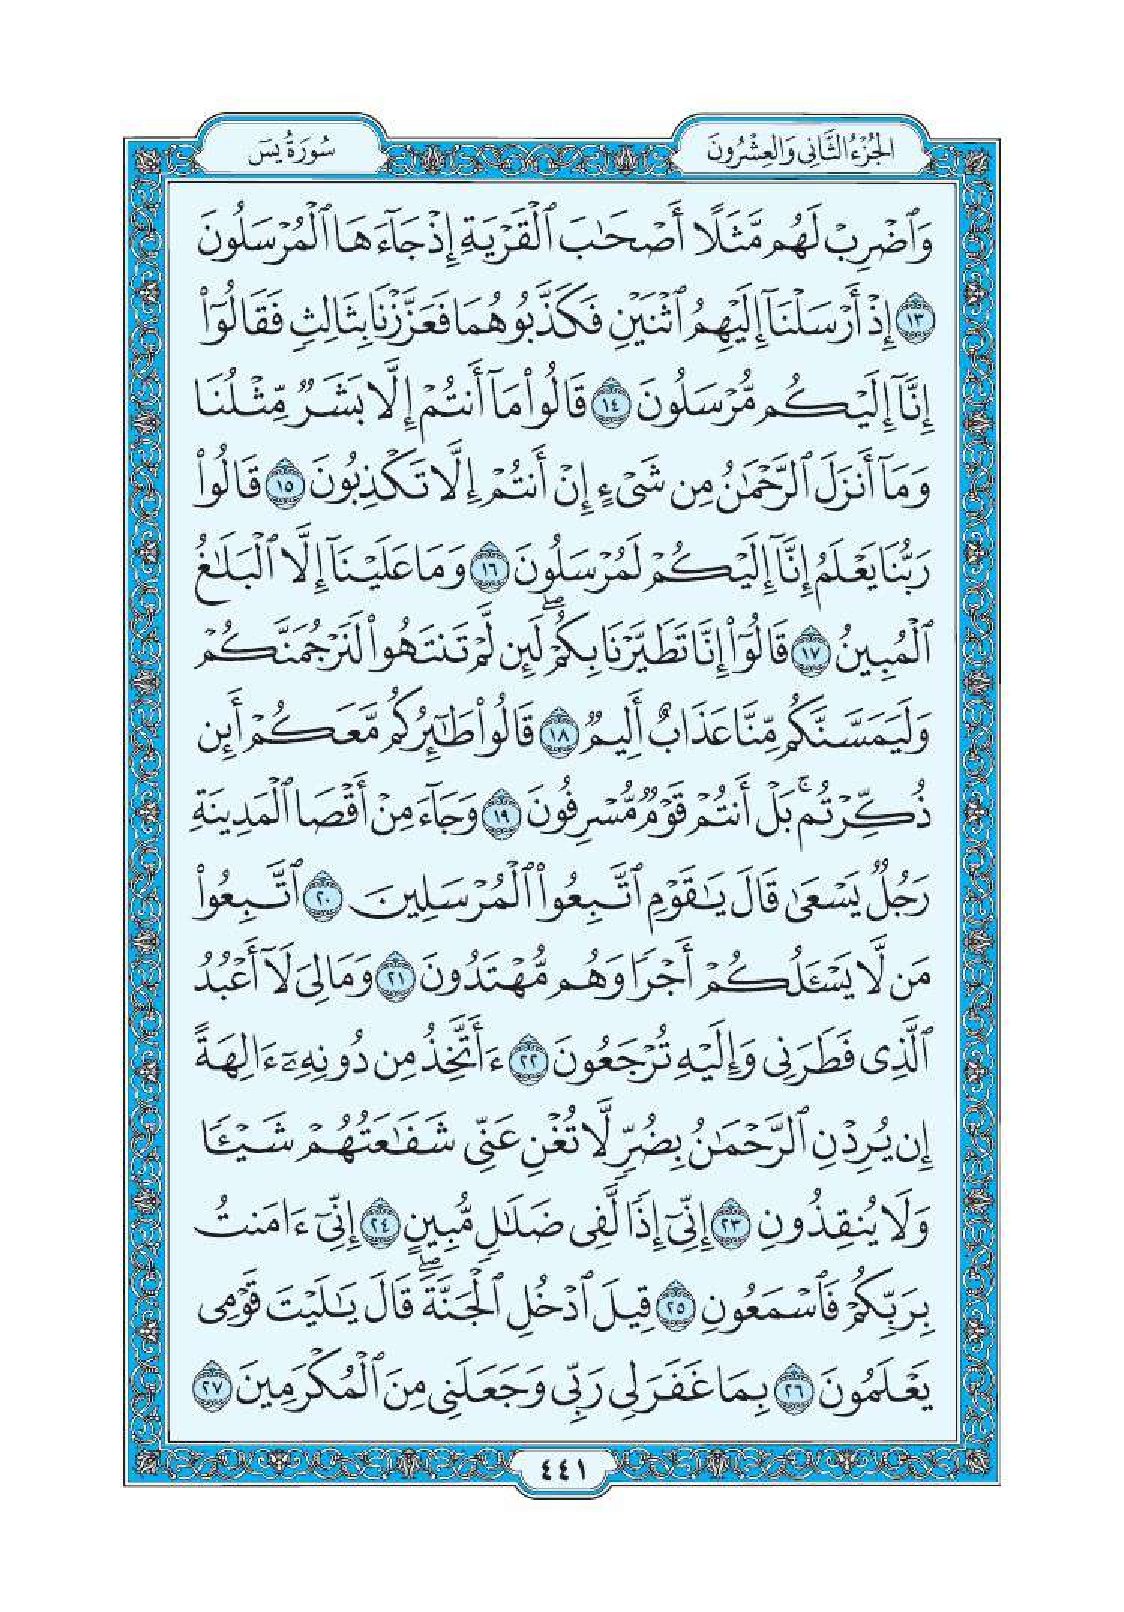 الجُزْءُ الثَّانِي وَالعِشْرُونَ
سُورَةُ يسٓ
وَٱضْرِبْ لَهُم مَّثَلًا أَصْحَٰبَ ٱلْقَرْيَةِ إِذْ جَآءَهَا ٱلْمُرْسَلُونَ
١٣ إِذْ أَرْسَلْنَآ إِلَيْهِمُ ٱثْنَيْنِ فَكَذَّبُوهُمَا فَعَزَّزْنَا بِثَالِثٍ فَقَالُوٓا۟
إِنَّآ إِلَيْكُم مُّرْسَلُونَ ١٤ قَالُوا۟ مَآ أَنتُمْ إِلَّا بَشَرٌ مِّثْلُنَا
وَمَآ أَنزَلَ ٱلرَّحْمَٰنُ مِن شَىْءٍ إِنْ أَنتُمْ إِلَّا تَكْذِبُونَ ١٥ قَالُوا۟
رَبُّنَا يَعْلَمُ إِنَّآ إِلَيْكُمْ لَمُرْسَلُونَ ١٦ وَمَا عَلَيْنَآ إِلَّا ٱلْبَلَٰغُ
ٱلْمُبِينُ ١٧ قَالُوٓا۟ إِنَّا تَطَيَّرْنَا بِكُمْ ۖ لَئِن لَّمْ تَنتَهُوا۟ لَنَرْجُمَنَّكُمْ
وَلَيَمَسَّنَّكُم مِّنَّا عَذَابٌ أَلِيمٌ ١٨ قَالُوا۟ طَٰٓئِرُكُم مَّعَكُمْ أَئِن
ذُكِّرْتُم ۚ بَلْ أَنتُمْ قَوْمٌ مُّسْرِفُونَ ١٩ وَجَآءَ مِنْ أَقْصَا ٱلْمَدِينَةِ
رَجُلٌ يَسْعَىٰ قَالَ يَٰقَوْمِ ٱتَّبِعُوا۟ ٱلْمُرْسَلِينَ ٢٠ ٱتَّبِعُوا۟
مَن لَّا يَسْـَٔلُكُمْ أَجْرًا وَهُم مُّهْتَدُونَ ٢١ وَمَا لِىَ لَآ أَعْبُدُ
ٱلَّذِى فَطَرَنِى وَإِلَيْهِ تُرْجَعُونَ ٢٢ ءَأَتَّخِذُ مِن دُونِهِۦٓ ءَالِهَةً
إِن يُرِدْنِ ٱلرَّحْمَٰنُ بِضُرٍّ لَّا تُغْنِ عَنِّى شَفَٰعَتُهُمْ شَيْـًٔا
وَلَا يُنقِذُونِ ٢٣ إِنِّىٓ إِذًا لَّفِى ضَلَٰلٍ مُّبِينٍ ٢٤ إِنِّىٓ ءَامَنتُ
بِرَبِّكُمْ فَٱسْمَعُونِ ٢٥ قِيلَ ٱدْخُلِ ٱلْجَنَّةَ ۖ قَالَ يَٰلَيْتَ قَوْمِى
يَعْلَمُونَ ٢٦ بِمَا غَفَرَ لِى رَبِّى وَجَعَلَنِى مِنَ ٱلْمُكْرَمِينَ ٢٧
٤٤١